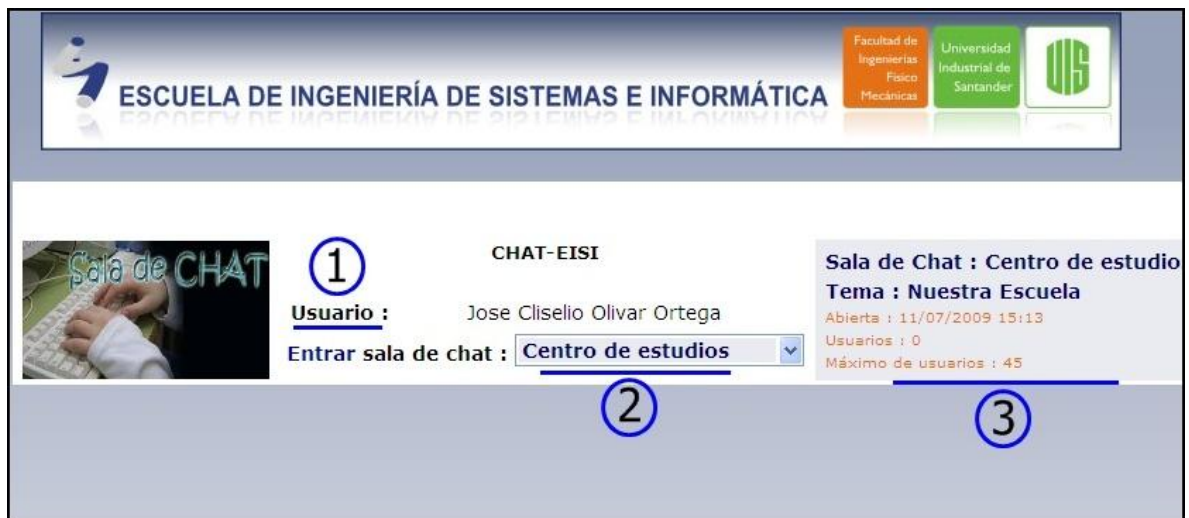 ESCUELA DE INGENIERÍA DE SISTEMAS E INFORMÁTICA
Facultad de
Ingenierías
Físico
Mecánicas
Universidad
Industrial de
Santander
UIS
Sala de CHAT
1
CHAT-EISI
Usuario :
Jose Cliselio Olivar Ortega
Entrar sala de chat : Centro de estudios
2
Sala de Chat : Centro de estudio
Tema : Nuestra Escuela
Abierta : 11/07/2009 15:13
Usuarios : 0
Máximo de usuarios : 45
3